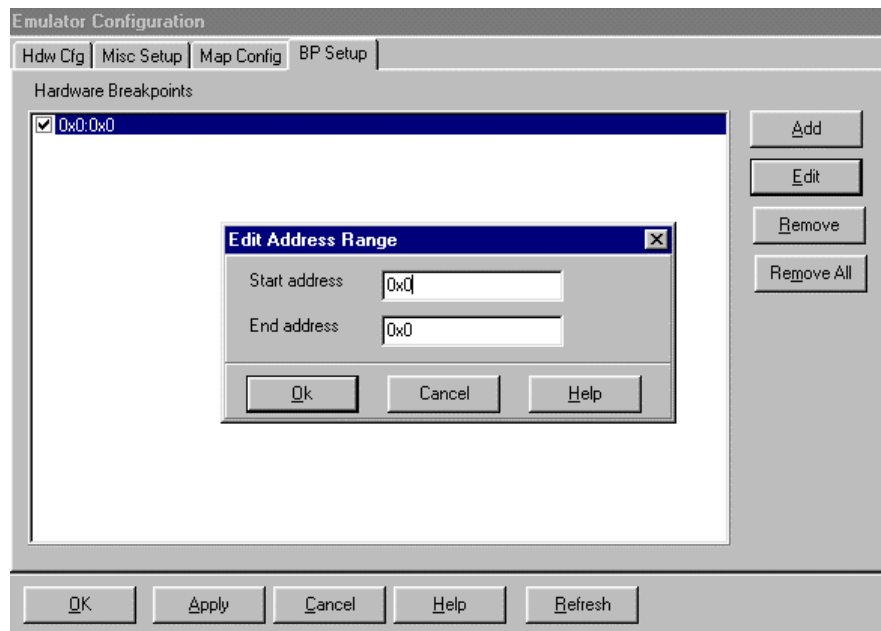 Emulator Configuration
Hdw Cfg Misc Setup Map Config BP Setup
Hardware Breakpoints
0x0:0x0
Add
Edit
Remove
Remove All
Edit Address Range
Start address 0x0
End address 0x0
Ok Cancel Help
OK Apply Cancel Help Refresh